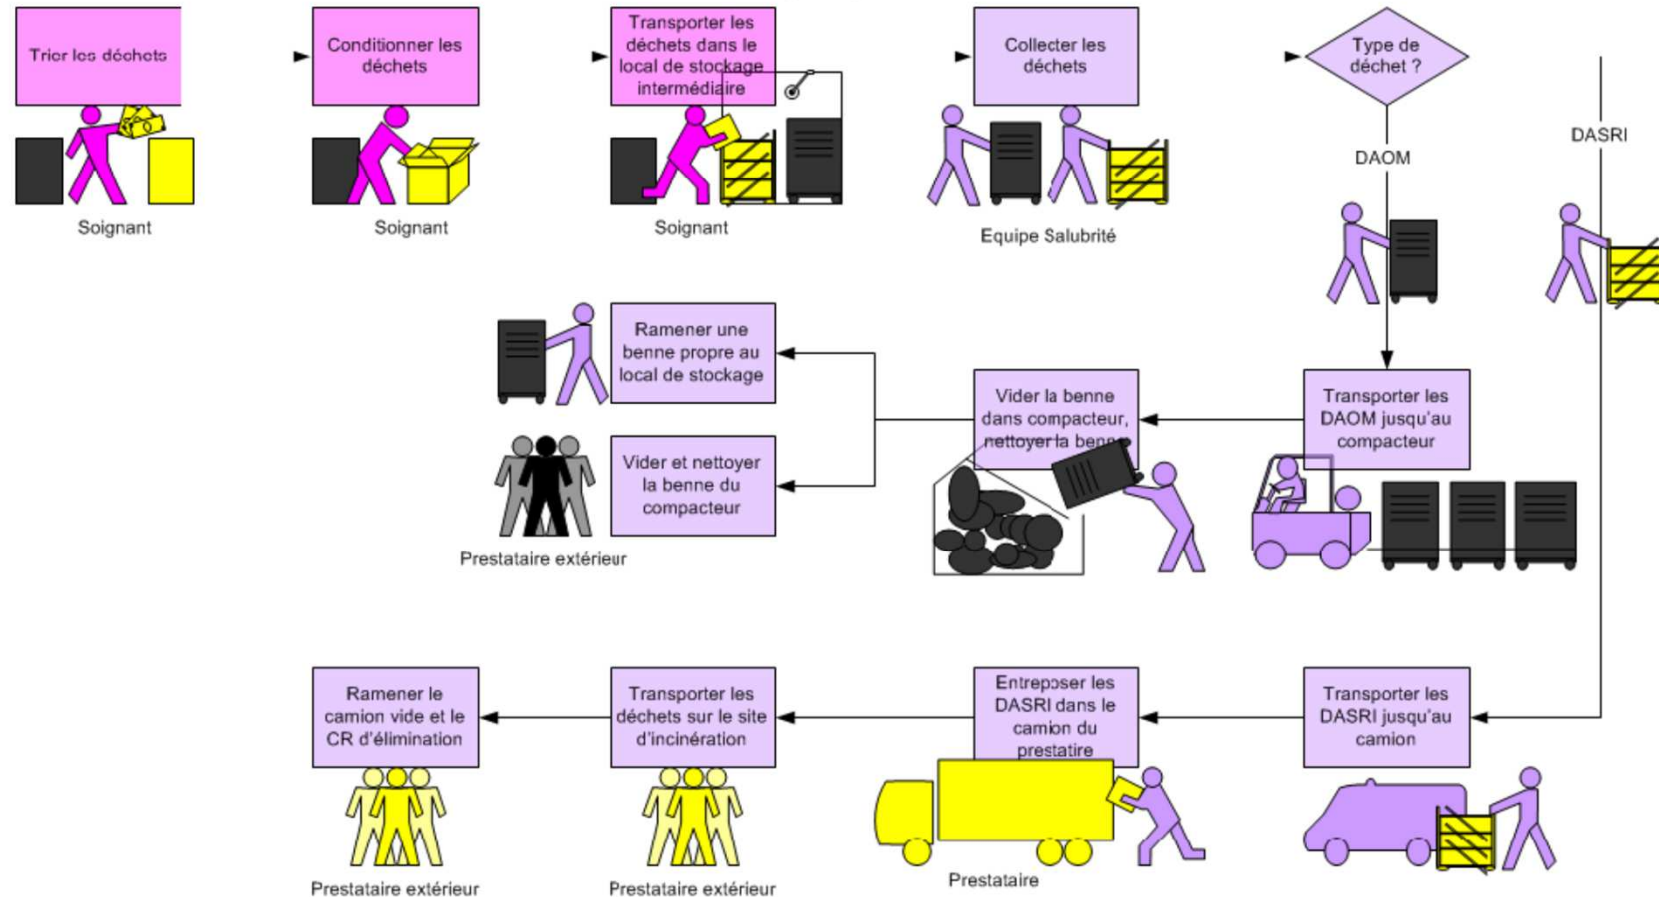 Trier les déchets
Soignant
Conditionner les
déchets
Soignant
Transporter les
déchets dans le
local de stockage
intermédiaire
Soignant
Collecter les
déchets
Equipe Salubrité
Type de
déchet ?
DAOM
DASRI
Ramener une
benne propre au
local de stockage
Vider la benne
dans compacteur,
nettoyer la benne
Transporter les
DAOM jusqu'au
compacteur
Vider et nettoyer
la benne du
compacteur
Prestataire extérieur
Ramener le
camion vide et le
CR d'élimination
Prestataire extérieur
Transporter les
déchets sur le site
d'incinération
Prestataire extérieur
Entreposer les
DASRI dans le
camion du
prestatire
Prestataire
Transporter les
DASRI jusqu'au
camion